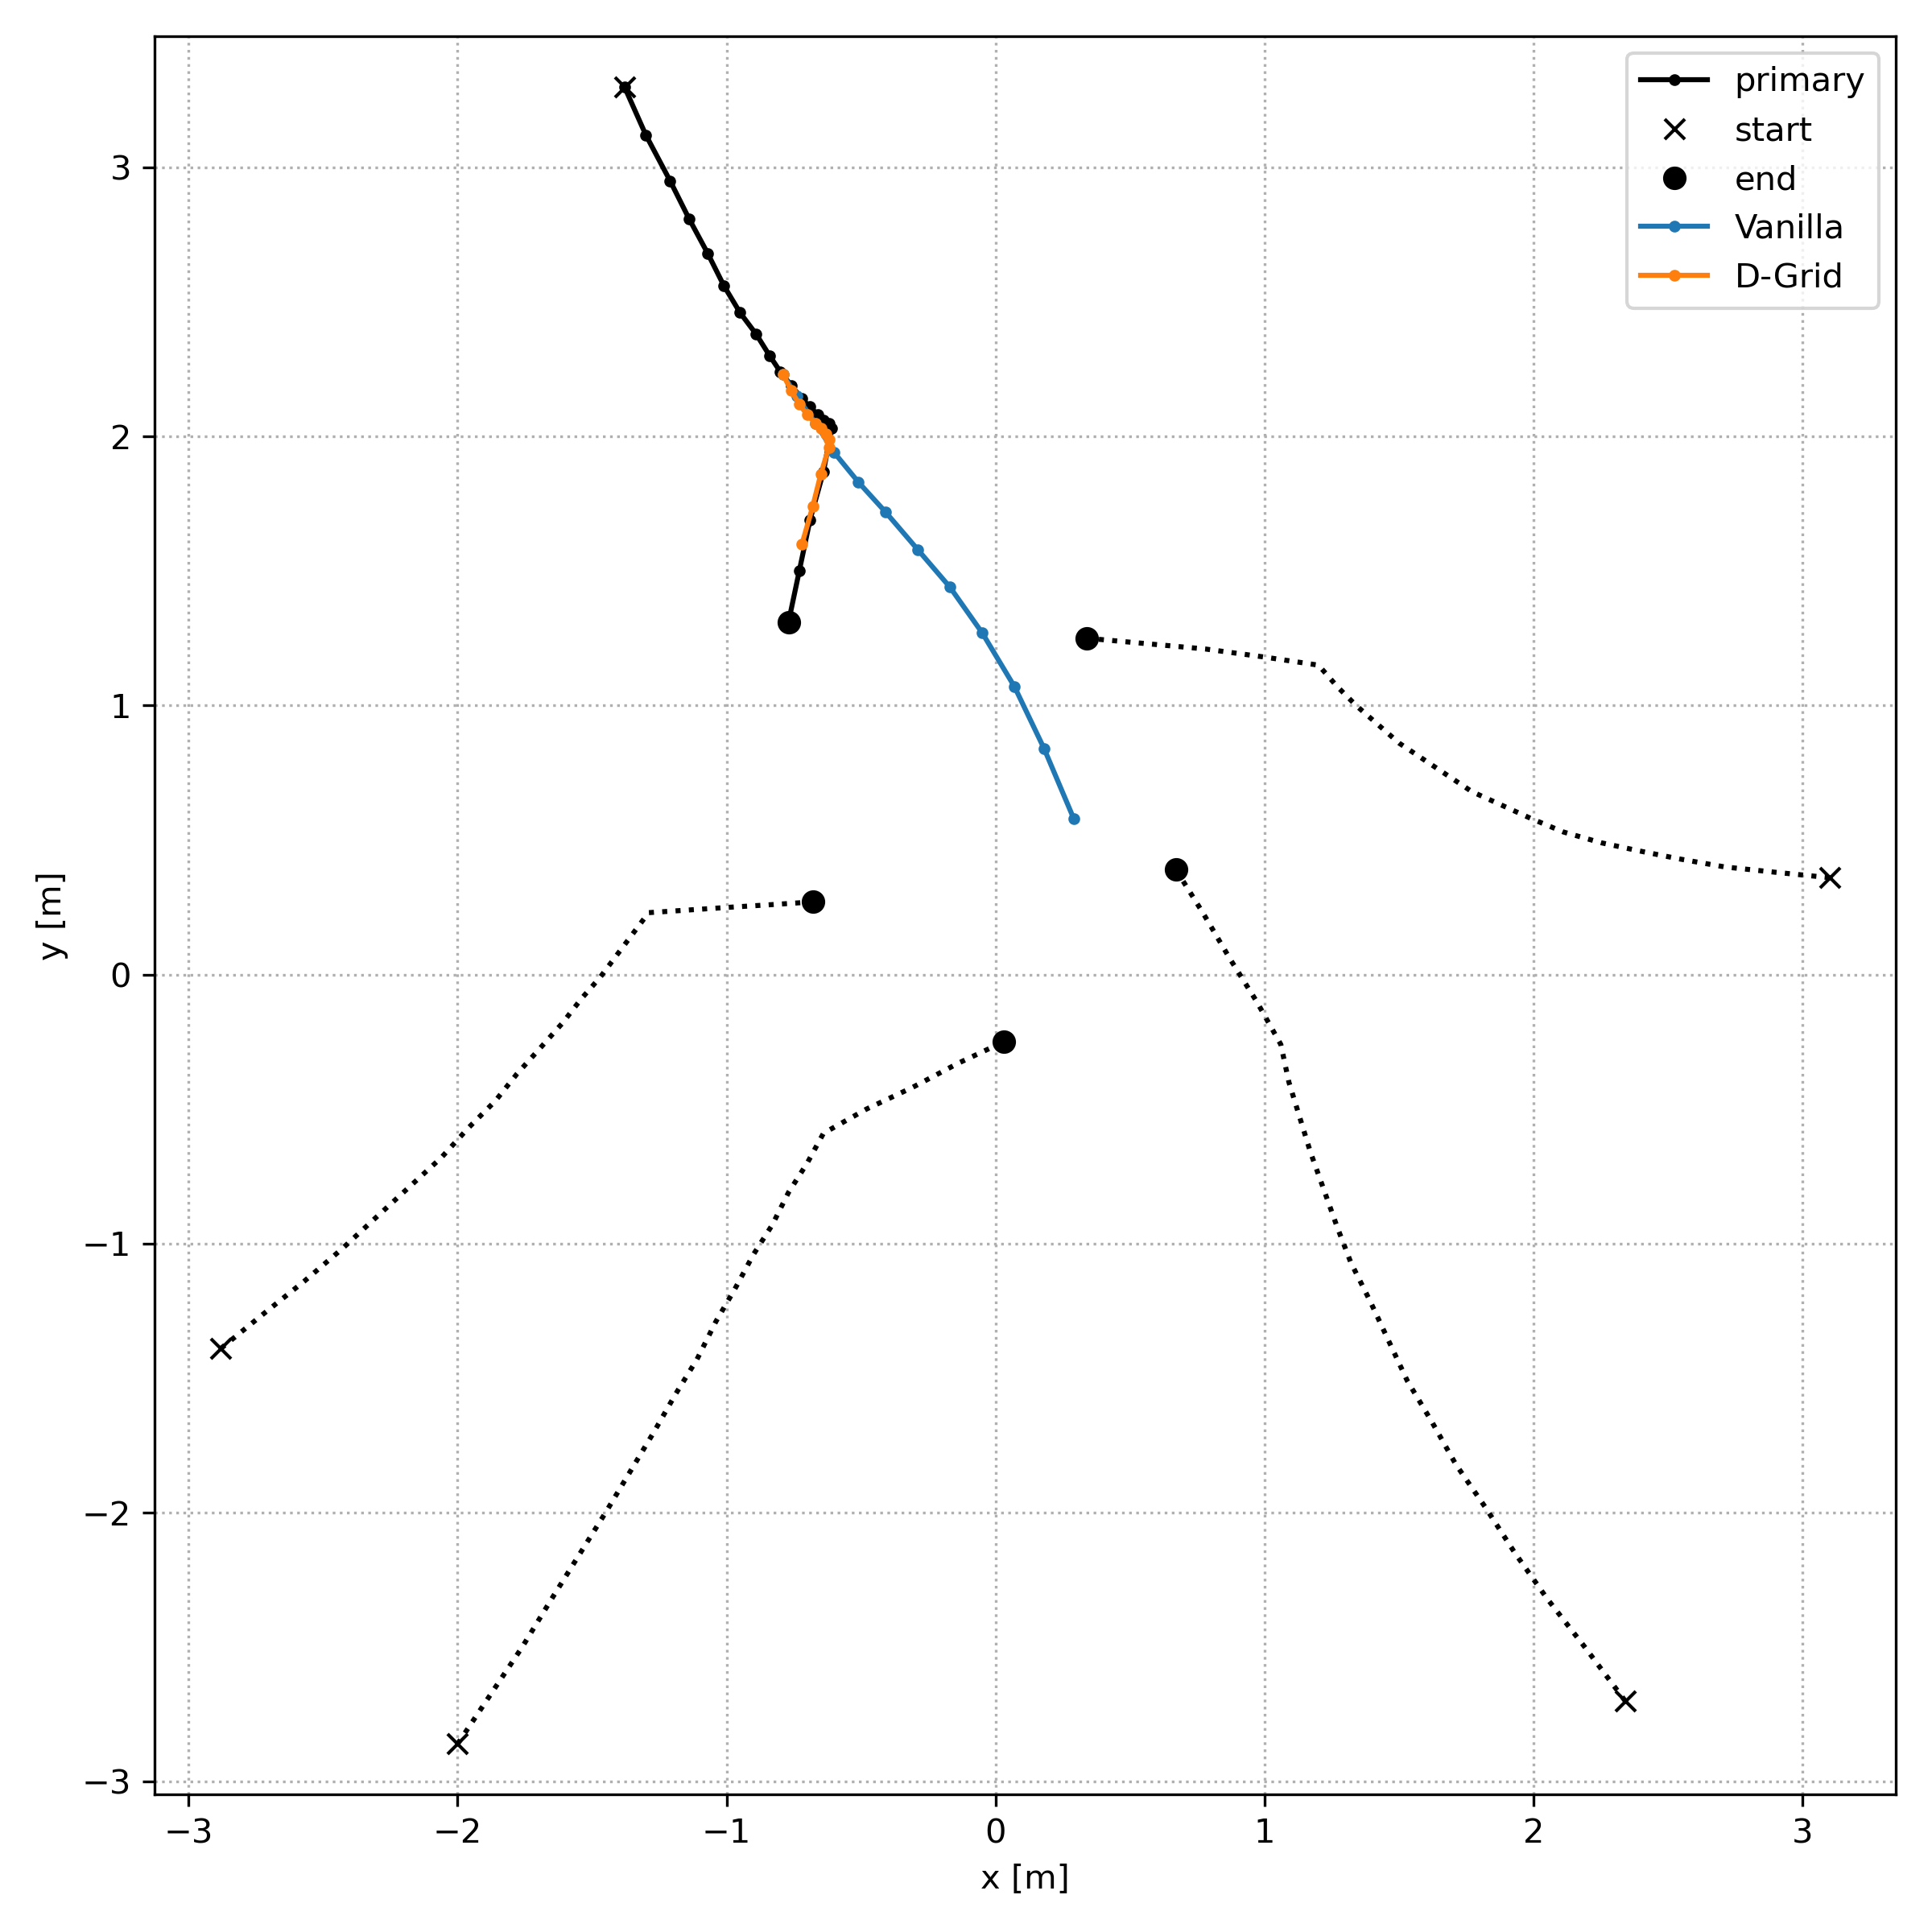 primary
start
end
Vanilla
D-Grid
3
2
1
0
−1
−2
−3
y [m]
−3 −2 −1 0 1 2 3
x [m]